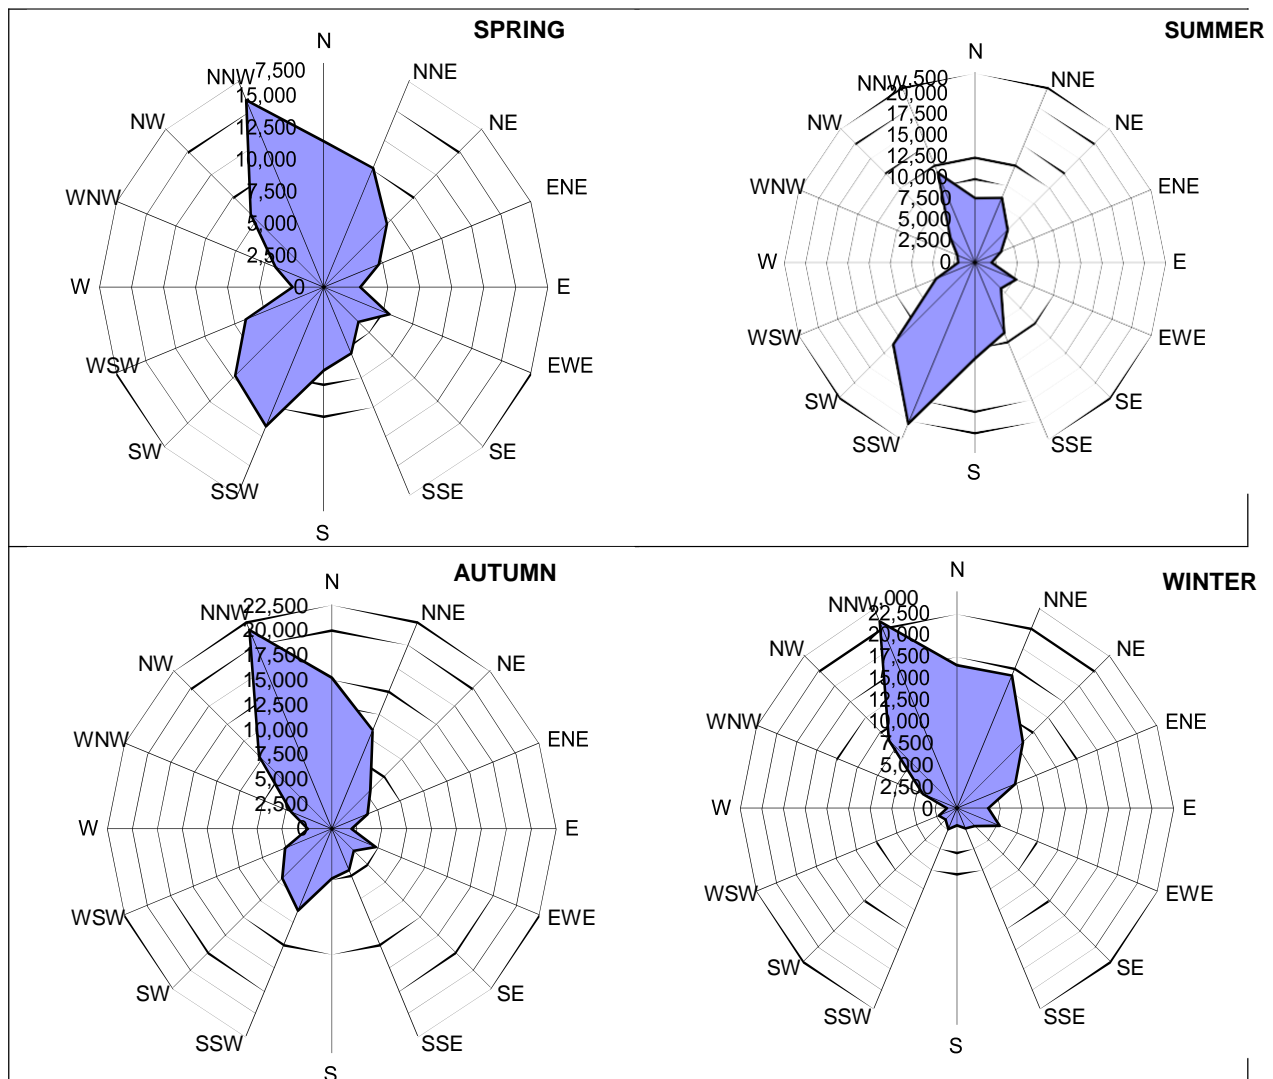 SPRING
N
7,500
NNW
NNE
15,000
NW
12,500
NE
10,000
WNW
7,500
ENE
5,000
2,500
W
0
E
WSW
EWE
SW
SE
SSW
SSE
S
SUMMER
N
,500
NNW
NNE
20,000
17,500
NW
NE
15,000
12,500
WNW
10,000
ENE
7,500
5,000
2,500
W
0
E
WSW
EWE
SW
SE
SSW
SSE
S
AUTUMN
N
22,500
NNW
NNE
20,000
17,500
NW
NE
15,000
12,500
WNW
10,000
ENE
7,500
5,000
2,500
W
0
E
WSW
EWE
SW
SE
SSW
SSE
S
WINTER
N
,000
NNW
NNE
22,500
20,000
NW
17,500
NE
15,000
12,500
WNW
10,000
ENE
7,500
5,000
2,500
W
0
E
WSW
EWE
SW
SE
SSW
SSE
S